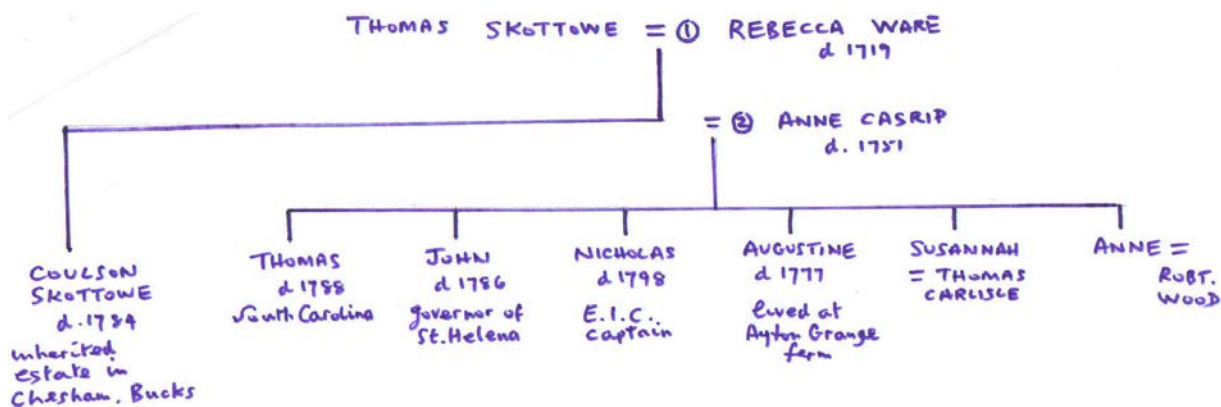 THOMAS SKOTTOWE = ① REBECCA WARE
d 1719
= ② ANNE CASRIP
d. 1751
COULSON
SKOTTOWE
d. 1784
inherited
estate in
Chesham, Bucks
THOMAS
d 1788
South Carolina
JOHN
d 1786
governor of
St. Helena
NICHOLAS
d 1798
E.I.C.
captain
AUGUSTINE
d 1777
lived at
Ayton Grange
farm
SUSANNAH
= THOMAS
CARLISLE
ANNE =
ROBT.
WOOD